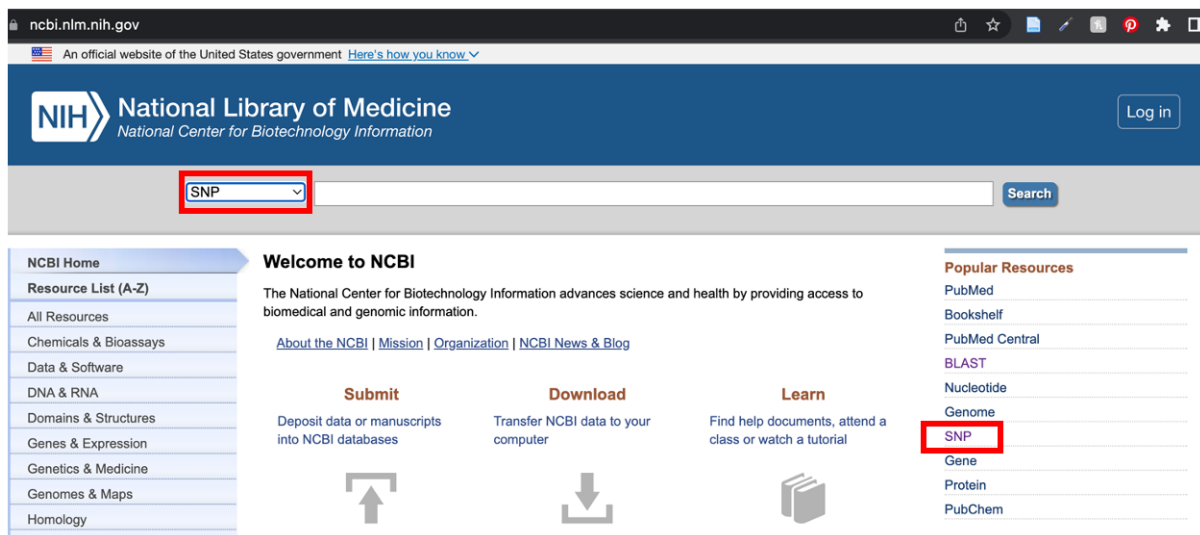 ncbi.nlm.nih.gov
An official website of the United States government Here's how you know
NIH National Library of Medicine
National Center for Biotechnology Information
Log in
SNP
Search
NCBI Home
Resource List (A-Z)
All Resources
Chemicals & Bioassays
Data & Software
DNA & RNA
Domains & Structures
Genes & Expression
Genetics & Medicine
Genomes & Maps
Homology
Welcome to NCBI
The National Center for Biotechnology Information advances science and health by providing access to
biomedical and genomic information.
About the NCBI | Mission | Organization | NCBI News & Blog
Submit
Deposit data or manuscripts
into NCBI databases
Download
Transfer NCBI data to your
computer
Learn
Find help documents, attend a
class or watch a tutorial
Popular Resources
PubMed
Bookshelf
PubMed Central
BLAST
Nucleotide
Genome
SNP
Gene
Protein
PubChem